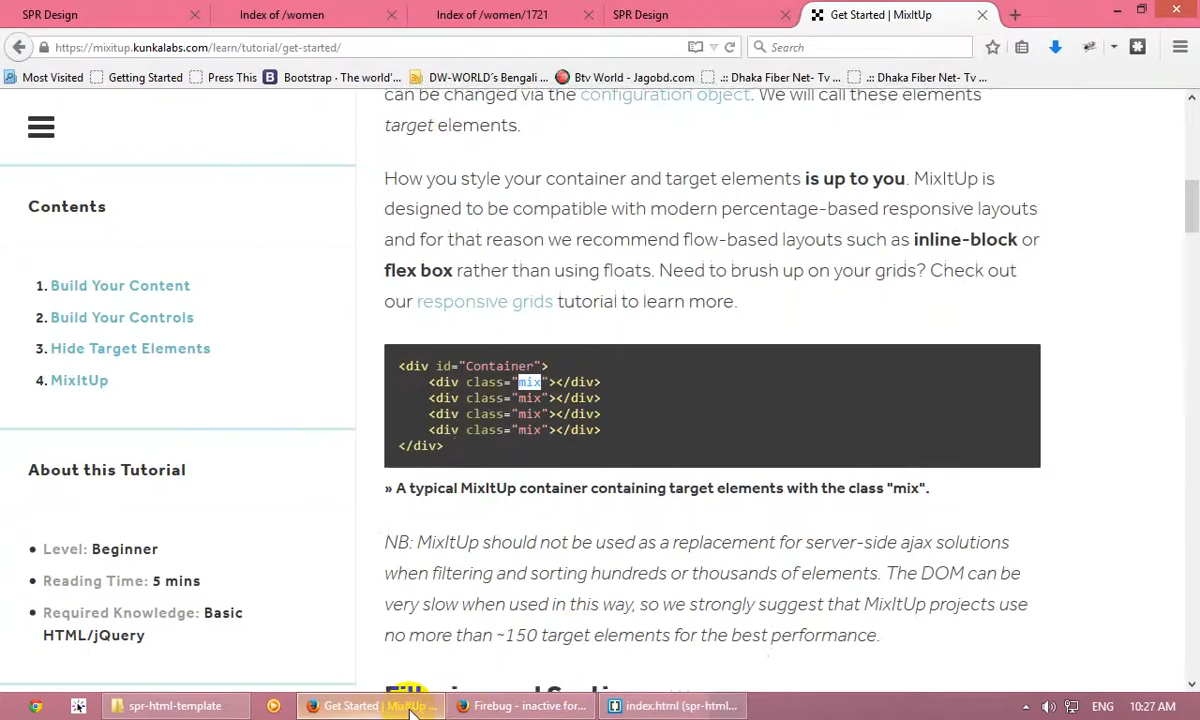 SPR Design
Index of /women
Index of /women/1721
SPR Design
Get Started | MixItUp
https://mixitup.kunkalabs.com/learn/tutorial/get-started/
Search
Most Visited
Getting Started
Press This
Bootstrap · The world'...
DW-WORLD´s Bengali ...
Btv World - Jagobd.com
.:: Dhaka Fiber Net- Tv ...
.:: Dhaka Fiber Net- Tv ...
can be changed via the configuration object. We will call these elements
target elements.
Contents
1. Build Your Content
2. Build Your Controls
3. Hide Target Elements
4. MixItUp
About this Tutorial
Level: Beginner
Reading Time: 5 mins
Required Knowledge: Basic
HTML/jQuery
How you style your container and target elements is up to you. MixItUp is
designed to be compatible with modern percentage-based responsive layouts
and for that reason we recommend flow-based layouts such as inline-block or
flex box rather than using floats. Need to brush up on your grids? Check out
our responsive grids tutorial to learn more.
<div id="Container">
<div class="mix"></div>
<div class="mix"></div>
<div class="mix"></div>
<div class="mix"></div>
</div>
» A typical MixItUp container containing target elements with the class "mix".
NB: MixItUp should not be used as a replacement for server-side ajax solutions
when filtering and sorting hundreds or thousands of elements. The DOM can be
very slow when used in this way, so we strongly suggest that MixItUp projects use
no more than ~150 target elements for the best performance.
spr-html-template
Get Started | MixItUp ...
Firebug - inactive for...
index.html (spr-html...
10:27 AM